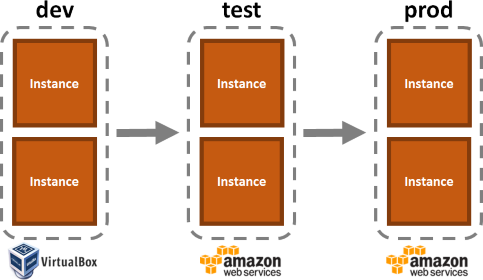 dev
test
prod
Instance
Instance
Instance
Instance
Instance
Instance
VirtualBox
amazon
web services
amazon
web services